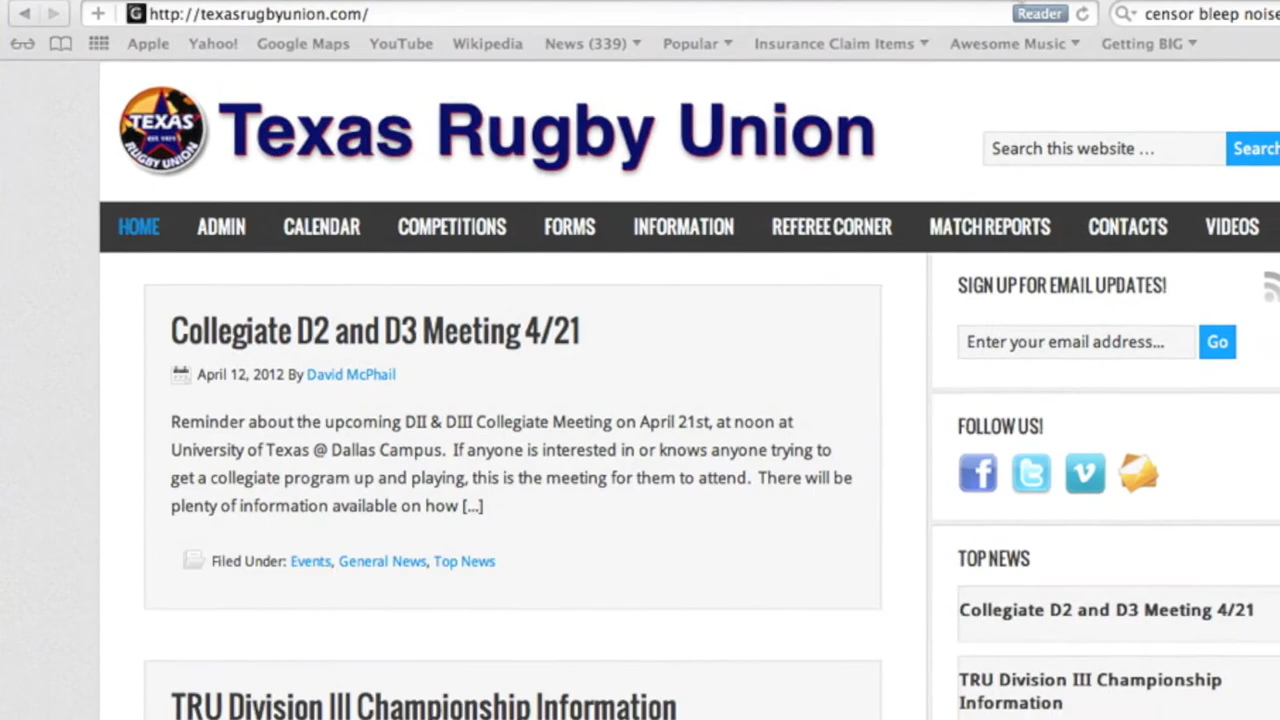 http://texasrugbyunion.com/
Reader
censor bleep noise
Apple Yahoo! Google Maps YouTube Wikipedia News (339) Popular Insurance Claim Items Awesome Music Getting BIG
TEXAS
RUGBY UNION
Texas Rugby Union
Search this website ...
Search
HOME ADMIN CALENDAR COMPETITIONS FORMS INFORMATION REFEREE CORNER MATCH REPORTS CONTACTS VIDEOS
Collegiate D2 and D3 Meeting 4/21
April 12, 2012 By David McPhail
Reminder about the upcoming DII & DIII Collegiate Meeting on April 21st, at noon at
University of Texas @ Dallas Campus. If anyone is interested in or knows anyone trying to
get a collegiate program up and playing, this is the meeting for them to attend. There will be
plenty of information available on how [...]
Filed Under: Events, General News, Top News
TRU Division III Championship Information
SIGN UP FOR EMAIL UPDATES!
Enter your email address...
Go
FOLLOW US!
TOP NEWS
Collegiate D2 and D3 Meeting 4/21
TRU Division III Championship
Information